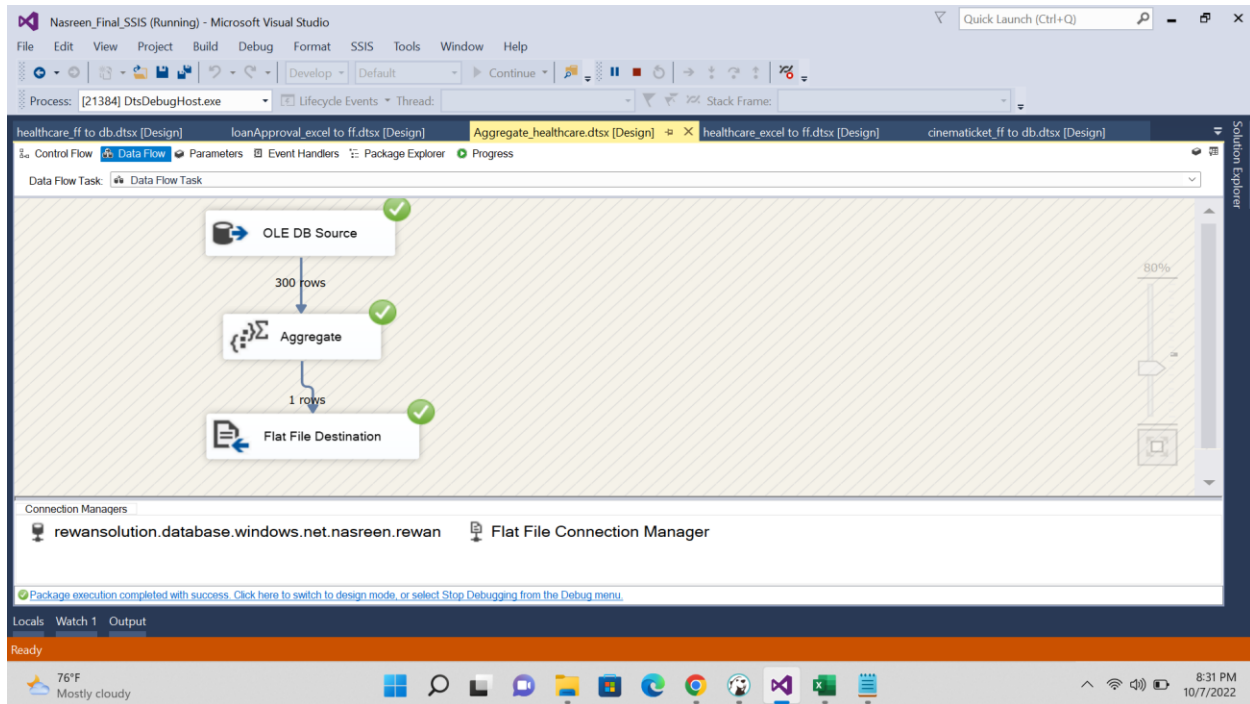 Nasreen_Final_SSIS (Running) - Microsoft Visual Studio
Quick Launch (Ctrl+Q)
File Edit View Project Build Debug Format SSIS Tools Window Help
Develop Default Continue
Process: [21384] DtsDebugHost.exe Lifecycle Events Thread: Stack Frame:
healthcare_ff to db.dtsx [Design] loanApproval_excel to ff.dtsx [Design] Aggregate_healthcare.dtsx [Design] healthcare_excel to ff.dtsx [Design] cinematicket_ff to db.dtsx [Design]
Solution Explorer
Control Flow Data Flow Parameters Event Handlers Package Explorer Progress
Data Flow Task: Data Flow Task
OLE DB Source
300 rows
80%
Aggregate
1 rows
Flat File Destination
Connection Managers
rewansolution.database.windows.net.nasreen.rewan Flat File Connection Manager
Package execution completed with success. Click here to switch to design mode, or select Stop Debugging from the Debug menu.
Locals Watch 1 Output
Ready
76°F
Mostly cloudy
8:31 PM
10/7/2022